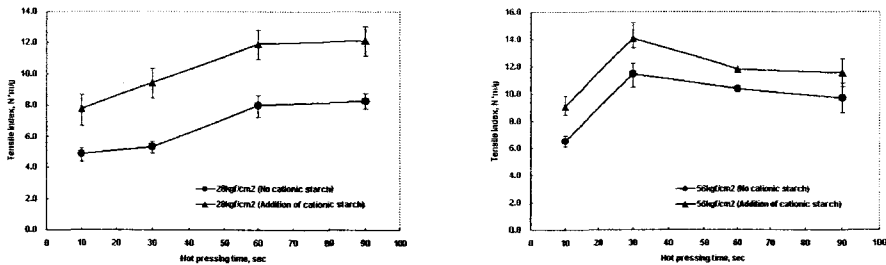 14.0
12.0
10.0
8.0
6.0
4.0
2.0
0.0
Tensile index, N*m/g
28kgf/cm2 (No cationic starch)
28kgf/cm2 (Addition of cationic starch)
0 10 20 30 40 50 60 70 80 90 100
Hot pressing time, sec
16.0
14.0
12.0
10.0
8.0
6.0
4.0
2.0
0.0
Tensile index, N*m/g
56kgf/cm2 (No cationic starch)
56kgf/cm2 (Addition of cationic starch)
0 10 20 30 40 50 60 70 80 90 100
Hot pressing time, sec